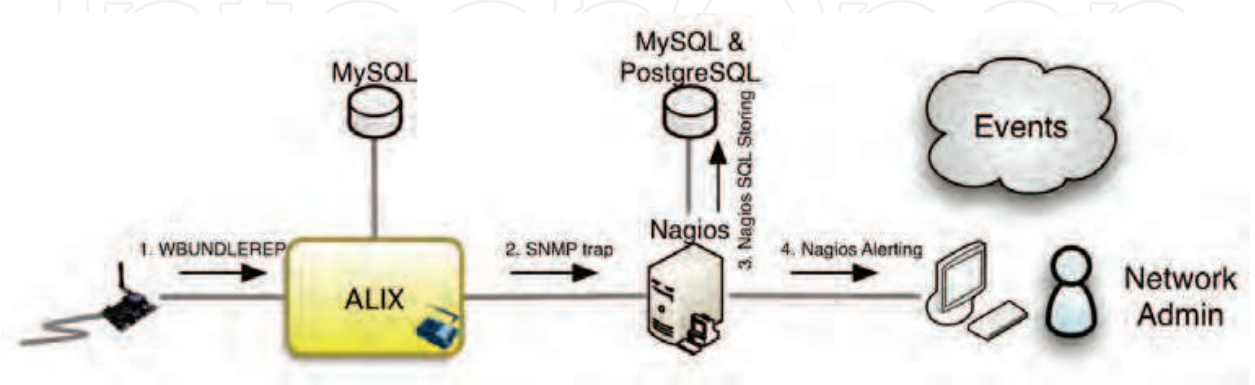 MySQL
MySQL &
PostgreSQL
Events
1. WBUNDLEREP
2. SNMP trap
Nagios
3. Nagios SQL Storing
4. Nagios Alerting
ALIX
Network
Admin